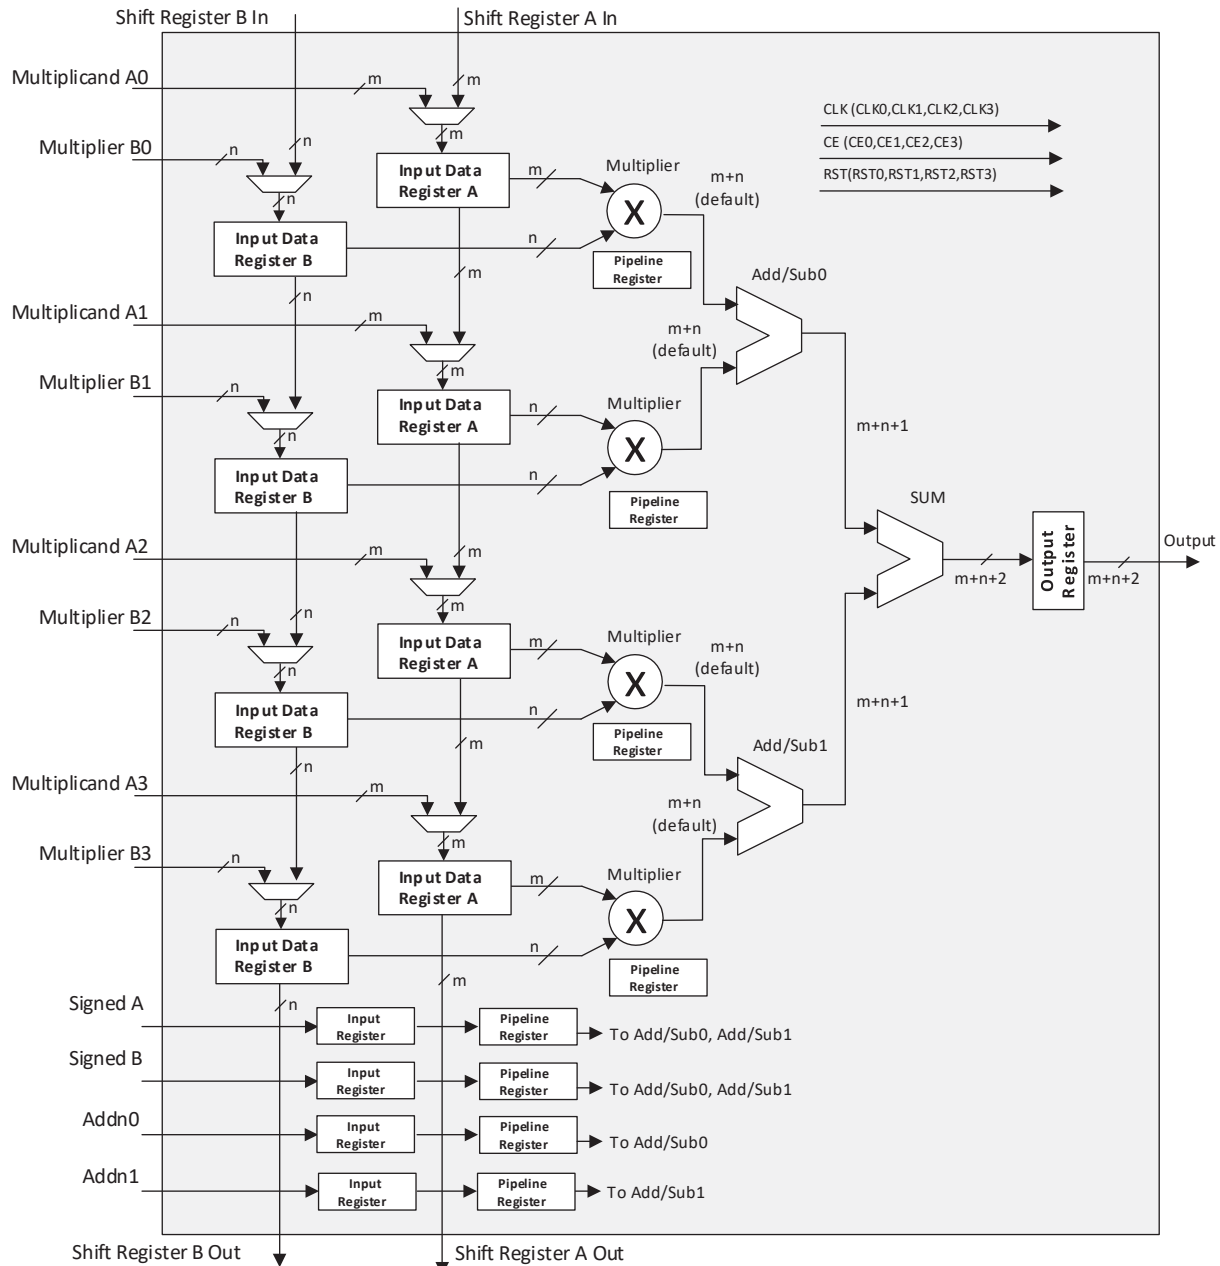 Shift Register B In
Shift Register A In
Multiplicand A0
m
m
CLK (CLK0,CLK1,CLK2,CLK3)
CE (CE0,CE1,CE2,CE3)
RST(RST0,RST1,RST2,RST3)
Multiplier B0
n
n
m
n
Input Data
Register A
m
Multiplier
X
m+n
(default)
Input Data
Register B
n
Pipeline
Register
m
n
Add/Sub0
Multiplicand A1
m
m
m+n
(default)
Multiplier B1
n
n
Input Data
Register A
n
Multiplier
X
m+n+1
Input Data
Register B
n
Pipeline
Register
SUM
Multiplicand A2
m
m
m
m+n+2
Output
Register
m+n+2
Output
Multiplier B2
n
n
n
Input Data
Register A
m
Multiplier
X
m+n
(default)
m+n+1
Input Data
Register B
n
Pipeline
Register
m
n
Add/Sub1
Multiplicand A3
m
m
m+n
(default)
Multiplier B3
n
n
Input Data
Register A
m
Multiplier
X
Input Data
Register B
n
Pipeline
Register
m
n
Signed A
Input
Register
Pipeline
Register
To Add/Sub0, Add/Sub1
Signed B
Input
Register
Pipeline
Register
To Add/Sub0, Add/Sub1
Addn0
Input
Register
Pipeline
Register
To Add/Sub0
Addn1
Input
Register
Pipeline
Register
To Add/Sub1
Shift Register B Out
Shift Register A Out